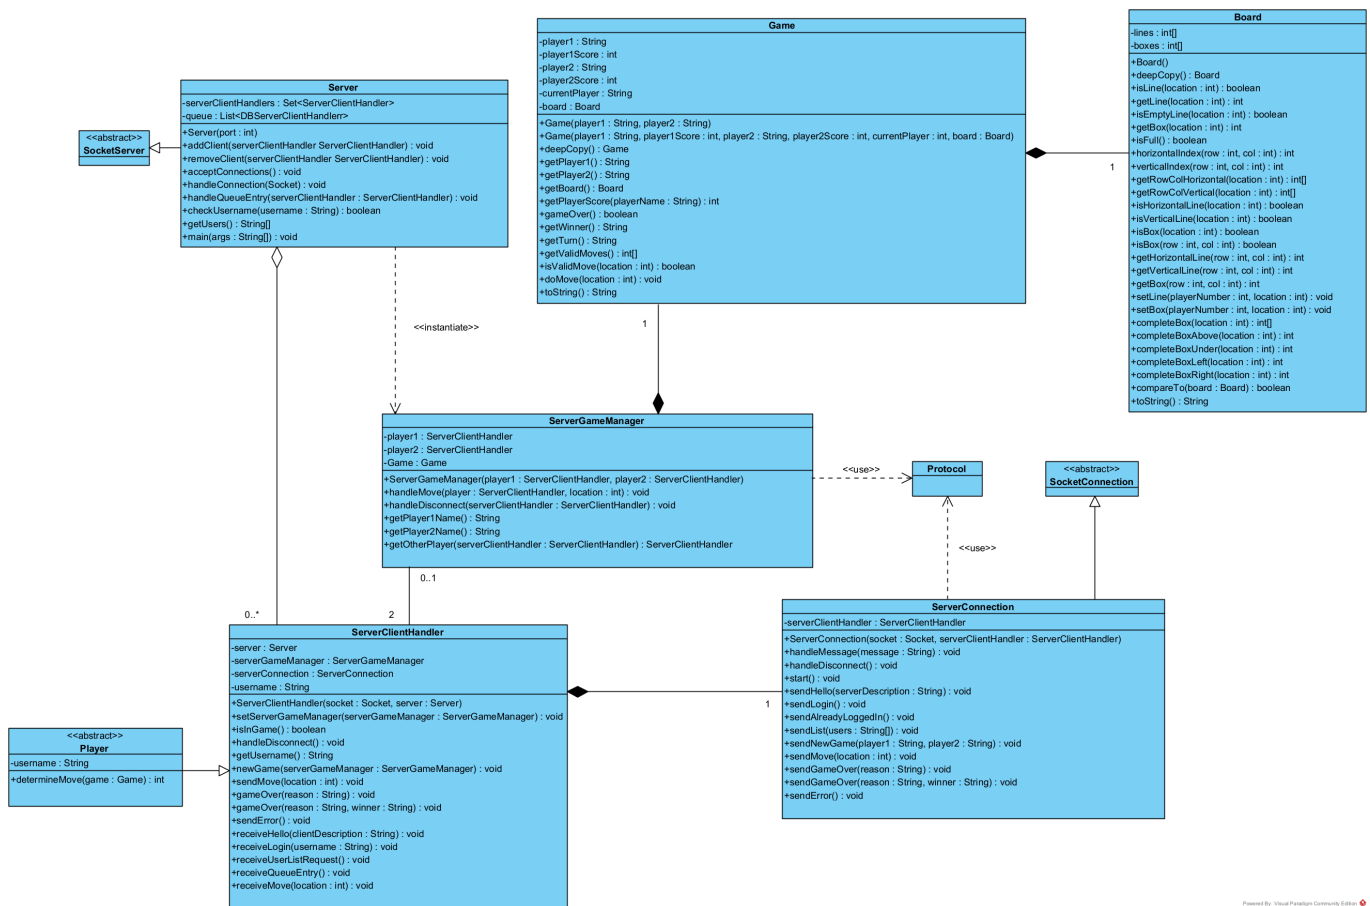 Server
-serverClientHandlers : Set<ServerClientHandler>
-queue : List<DBServerClientHandlerr>
+Server(port : int)
+addClient(serverClientHandler ServerClientHandler) : void
+removeClient(serverClientHandler ServerClientHandler) : void
+acceptConnections() : void
+handleConnection(Socket) : void
+handleQueueEntry(serverClientHandler : ServerClientHandler) : void
+checkUsername(username : String) : boolean
+getUsers() : String[]
+main(args : String[]) : void
<<abstract>>
SocketServer
Game
-player1 : String
-player1Score : int
-player2 : String
-player2Score : int
-currentPlayer : String
-board : Board
+Game(player1 : String, player2 : String)
+Game(player1 : String, player1Score : int, player2 : String, player2Score : int, currentPlayer : int, board : Board)
+deepCopy() : Game
+getPlayer1() : String
+getPlayer2() : String
+getBoard() : Board
+getPlayerScore(playerName : String) : int
+gameOver() : boolean
+getWinner() : String
+getTurn() : String
+getValidMoves() : int[]
+isValidMove(location : int) : boolean
+doMove(location : int) : void
+toString() : String
1
Board
-lines : int[]
-boxes : int[]
+Board()
+deepCopy() : Board
+isLine(location : int) : boolean
+getLine(location : int) : int
+isEmptyLine(location : int) : boolean
+getBox(location : int) : int
+isFull() : boolean
+horizontalIndex(row : int, col : int) : int
+verticalIndex(row : int, col : int) : int
+getRowColHorizontal(location : int) : int[]
+getRowColVertical(location : int) : int[]
+isHorizontalLine(location : int) : boolean
+isVerticalLine(location : int) : boolean
+isBox(location : int) : boolean
+isBox(row : int, col : int) : boolean
+getHorizontalLine(row : int, col : int) : int
+getVerticalLine(row : int, col : int) : int
+getBox(row : int, col : int) : int
+setLine(playerNumber : int, location : int) : void
+setBox(playerNumber : int, location : int) : void
+completeBox(location : int) : int[]
+completeBoxAbove(location : int) : int
+completeBoxUnder(location : int) : int
+completeBoxLeft(location : int) : int
+completeBoxRight(location : int) : int
+compareTo(board : Board) : boolean
+toString() : String
<<instantiate>>
1
ServerGameManager
-player1 : ServerClientHandler
-player2 : ServerClientHandler
-Game : Game
+ServerGameManager(player1 : ServerClientHandler, player2 : ServerClientHandler)
+handleMove(player : ServerClientHandler, location : int) : void
+handleDisconnect(serverClientHandler : ServerClientHandler) : void
+getPlayer1Name() : String
+getPlayer2Name() : String
+getOtherPlayer(serverClientHandler : ServerClientHandler) : ServerClientHandler
<<use>>
Protocol
<<abstract>>
SocketConnection
<<use>>
0..1
0..*
2
ServerClientHandler
-server : Server
-serverGameManager : ServerGameManager
-serverConnection : ServerConnection
-username : String
+ServerClientHandler(socket : Socket, server : Server)
+setServerGameManager(serverGameManager : ServerGameManager) : void
+isInGame() : boolean
+handleDisconnect() : void
+getUsername() : String
+newGame(serverGameManager : ServerGameManager) : void
+sendMove(location : int) : void
+gameOver(reason : String) : void
+gameOver(reason : String, winner : String) : void
+sendError() : void
+receiveHello(clientDescription : String) : void
+receiveLogin(username : String) : void
+receiveUserListRequest() : void
+receiveQueueEntry() : void
+receiveMove(location : int) : void
1
ServerConnection
-serverClientHandler : ServerClientHandler
+ServerConnection(socket : Socket, serverClientHandler : ServerClientHandler)
+handleMessage(message : String) : void
+handleDisconnect() : void
+start() : void
+sendHello(serverDescription : String) : void
+sendLogin() : void
+sendAlreadyLoggedIn() : void
+sendList(users : String[]) : void
+sendNewGame(player1 : String, player2 : String) : void
+sendMove(location : int) : void
+sendGameOver(reason : String) : void
+sendGameOver(reason : String, winner : String) : void
+sendError() : void
<<abstract>>
Player
-username : String
+determineMove(game : Game) : int
Powered By Visual Paradigm Community Edition